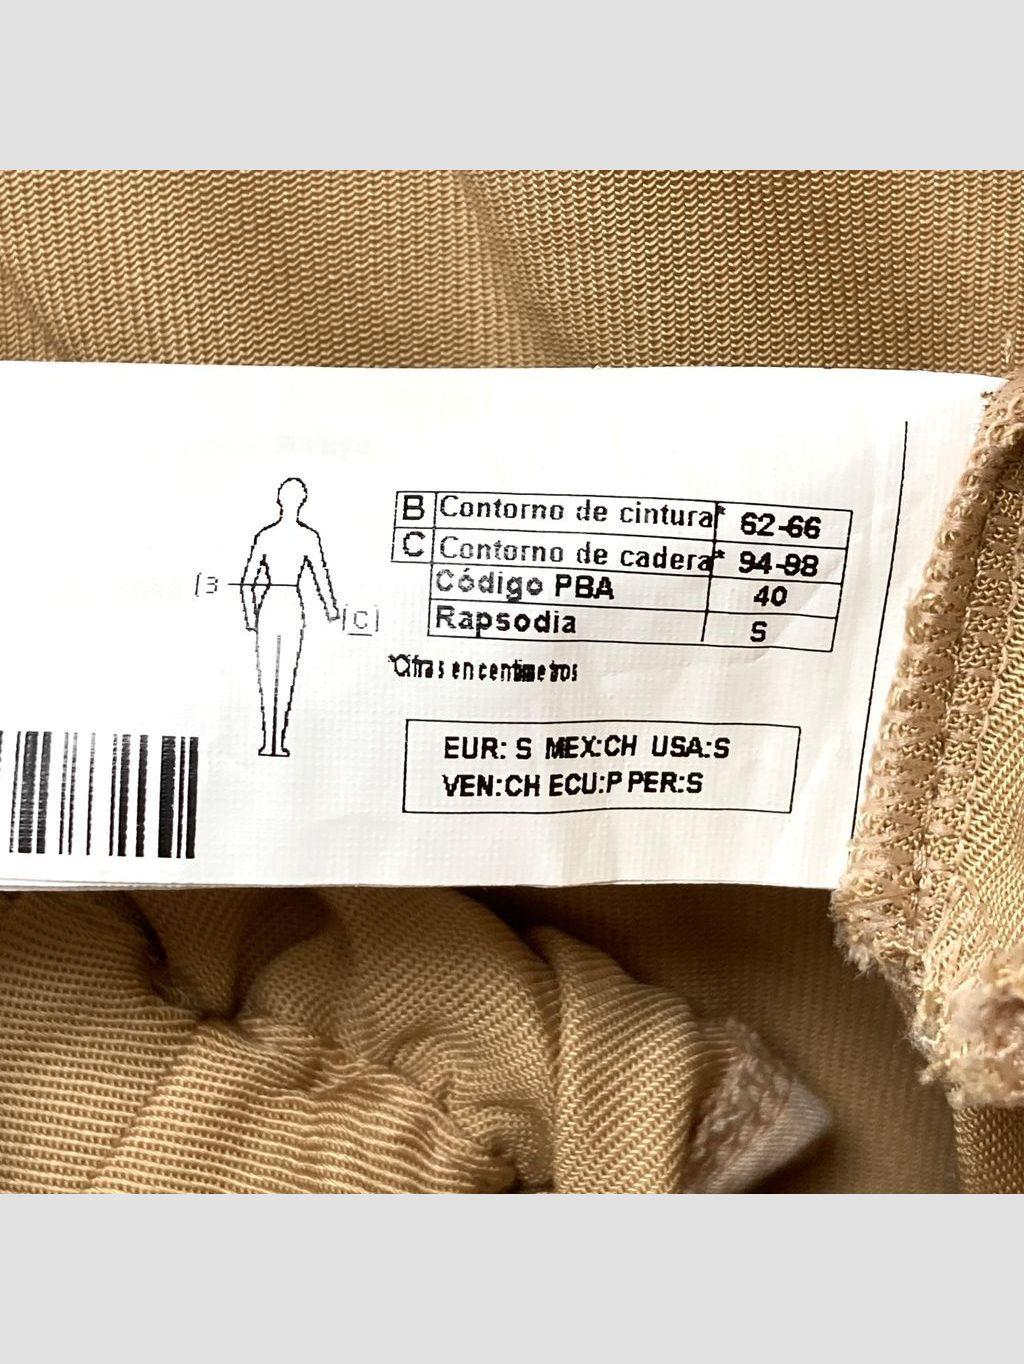 B Contorno de cintura* 62-66
C Contorno de cadera* 94-98
Código PBA 40
Rapsodia S
*Cifras en centimetros
B
C
EUR: S MEX:CH USA:S
VEN:CH ECU:P PER:S